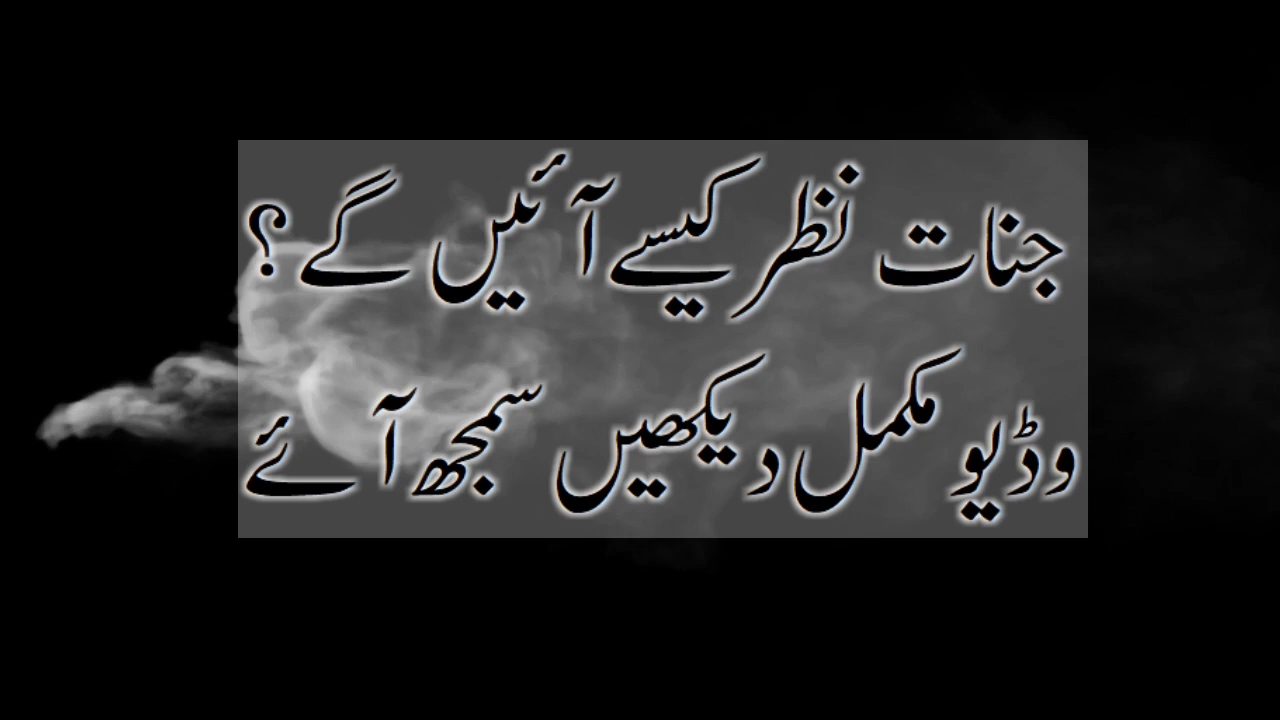 جنات نظر کیسے آئیں گے؟
وڈیو مکمل دیکھیں سمجھ آئے